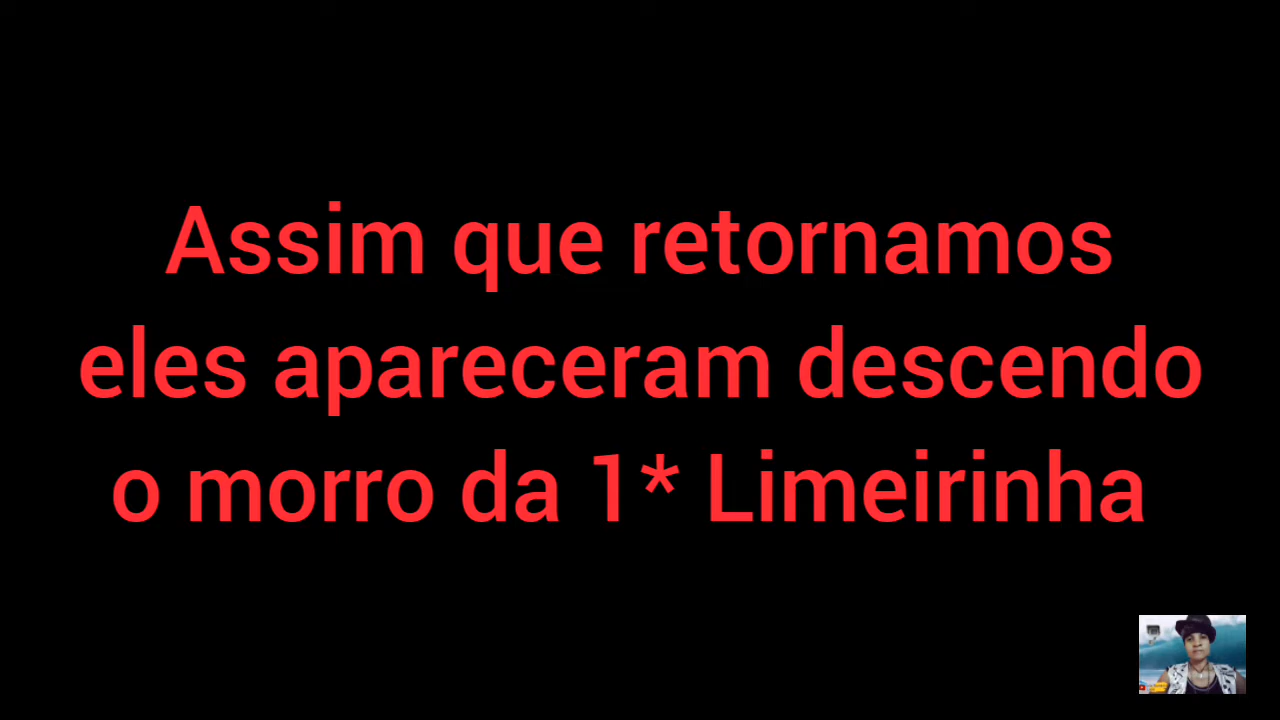 Assim que retornamos
eles apareceram descendo
o morro da 1* Limeirinha